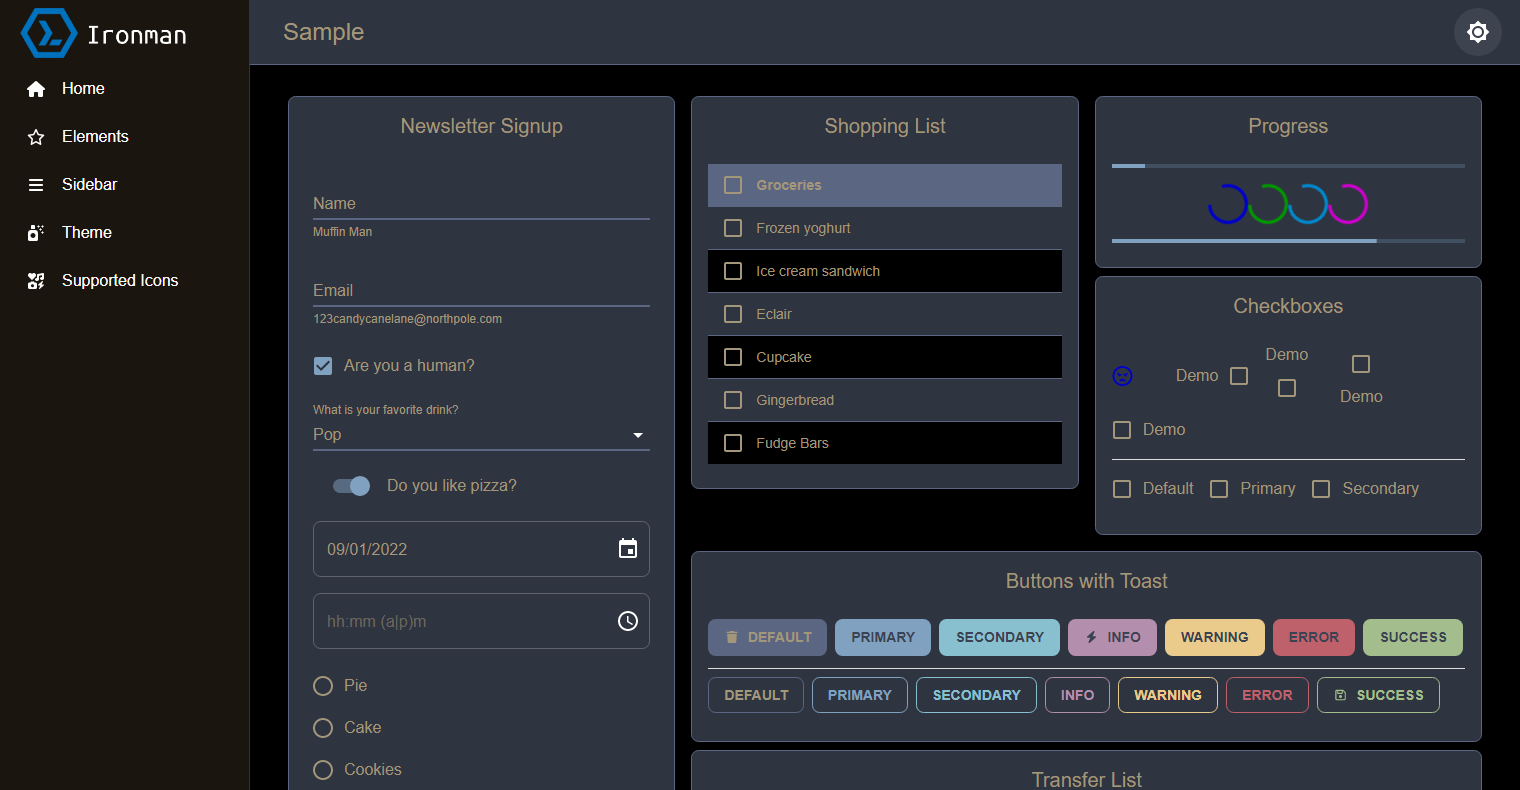 Ironman
Home
Elements
Sidebar
Theme
Supported Icons
Sample
Newsletter Signup
Name
Muffin Man
Email
123candycanelane@northpole.com
Are you a human?
What is your favorite drink?
Pop
Do you like pizza?
09/01/2022
hh:mm (a|p)m
Pie
Cake
Cookies
Shopping List
Groceries
Frozen yoghurt
Ice cream sandwich
Eclair
Cupcake
Gingerbread
Fudge Bars
Progress
Checkboxes
Demo
Demo
Demo
Demo
Default Primary Secondary
Buttons with Toast
DEFAULT PRIMARY SECONDARY INFO WARNING ERROR SUCCESS
DEFAULT PRIMARY SECONDARY INFO WARNING ERROR SUCCESS
Transfer List